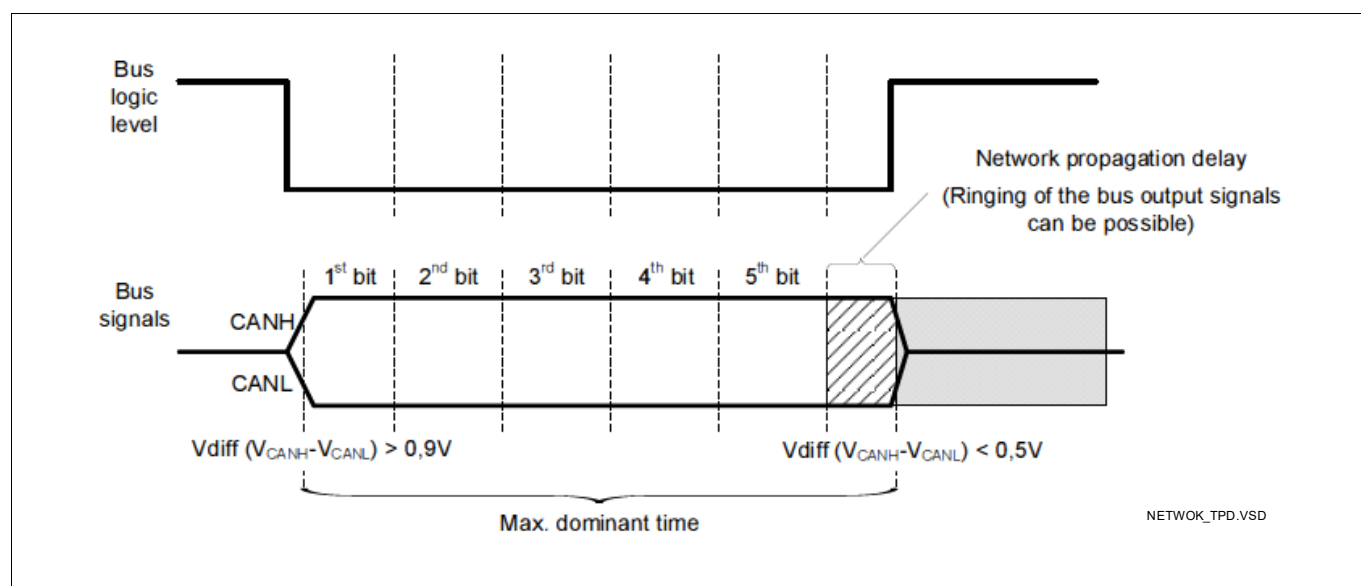 Bus
logic
level
Network propagation delay
(Ringing of the bus output signals
can be possible)
1st bit 2nd bit 3rd bit 4th bit 5th bit
Bus
signals
CANH
CANL
Vdiff (VCANH-VCANL) > 0,9V Vdiff (VCANH-VCANL) < 0,5V
Max. dominant time
NETWOK_TPD.VSD